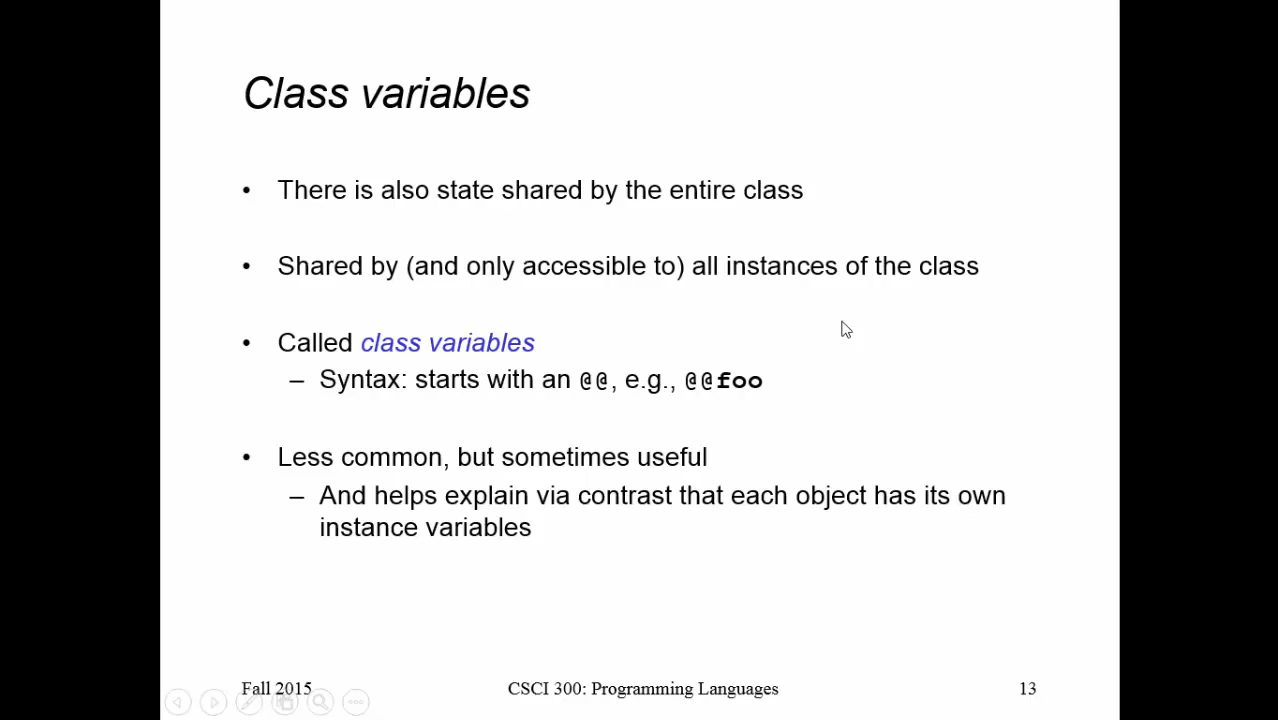 Class variables
• There is also state shared by the entire class
• Shared by (and only accessible to) all instances of the class
• Called class variables
– Syntax: starts with an @@, e.g., @@foo
• Less common, but sometimes useful
– And helps explain via contrast that each object has its own
instance variables
Fall 2015 CSCI 300: Programming Languages 13